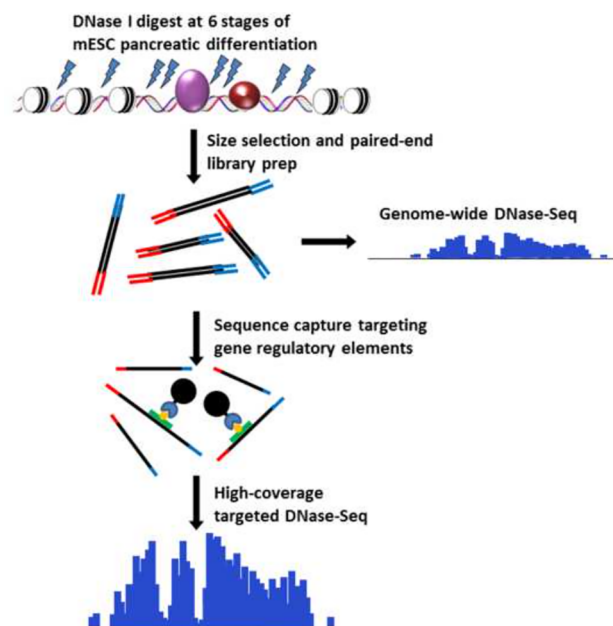 DNase I digest at 6 stages of
mESC pancreatic differentiation
Size selection and paired-end
library prep
Genome-wide DNase-Seq
Sequence capture targeting
gene regulatory elements
High-coverage
targeted DNase-Seq